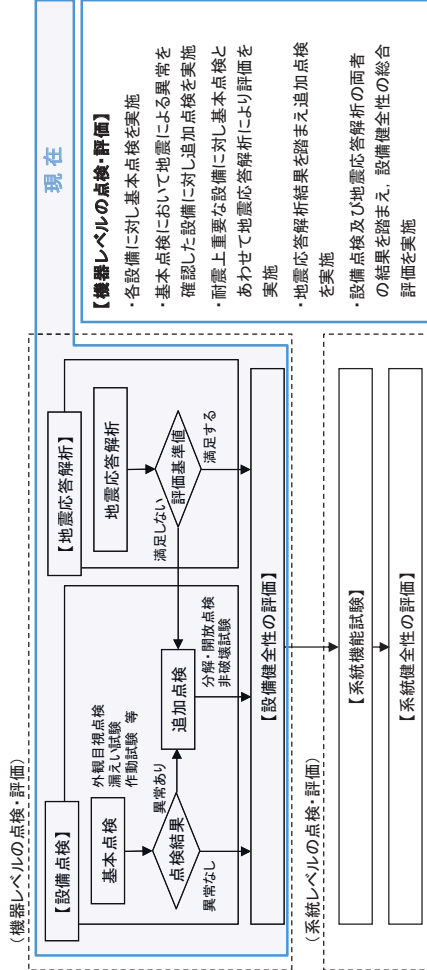 （機器レベルの点検・評価）
【設備点検】
基本点検
外観目視点検
漏えい試験
作動試験 等
点検結果
異常あり
異常なし
追加点検
分解・開放点検
非破壊試験
【地震応答解析】
地震応答解析
評価基準値
満足しない
満足する
【設備健全性の評価】
（系統レベルの点検・評価）
【系統機能試験】
【系統健全性の評価】
現在
【機器レベルの点検・評価】
・各設備に対し基本点検を実施
・基本点検において地震による異常を
確認した設備に対し追加点検を実施
・耐震上重要な設備に対し基本点検と
あわせて地震応答解析により評価を
実施
・地震応答解析結果を踏まえ追加点検
を実施
・設備点検及び地震応答解析の両者
の結果を踏まえ，設備健全性の総合
評価を実施